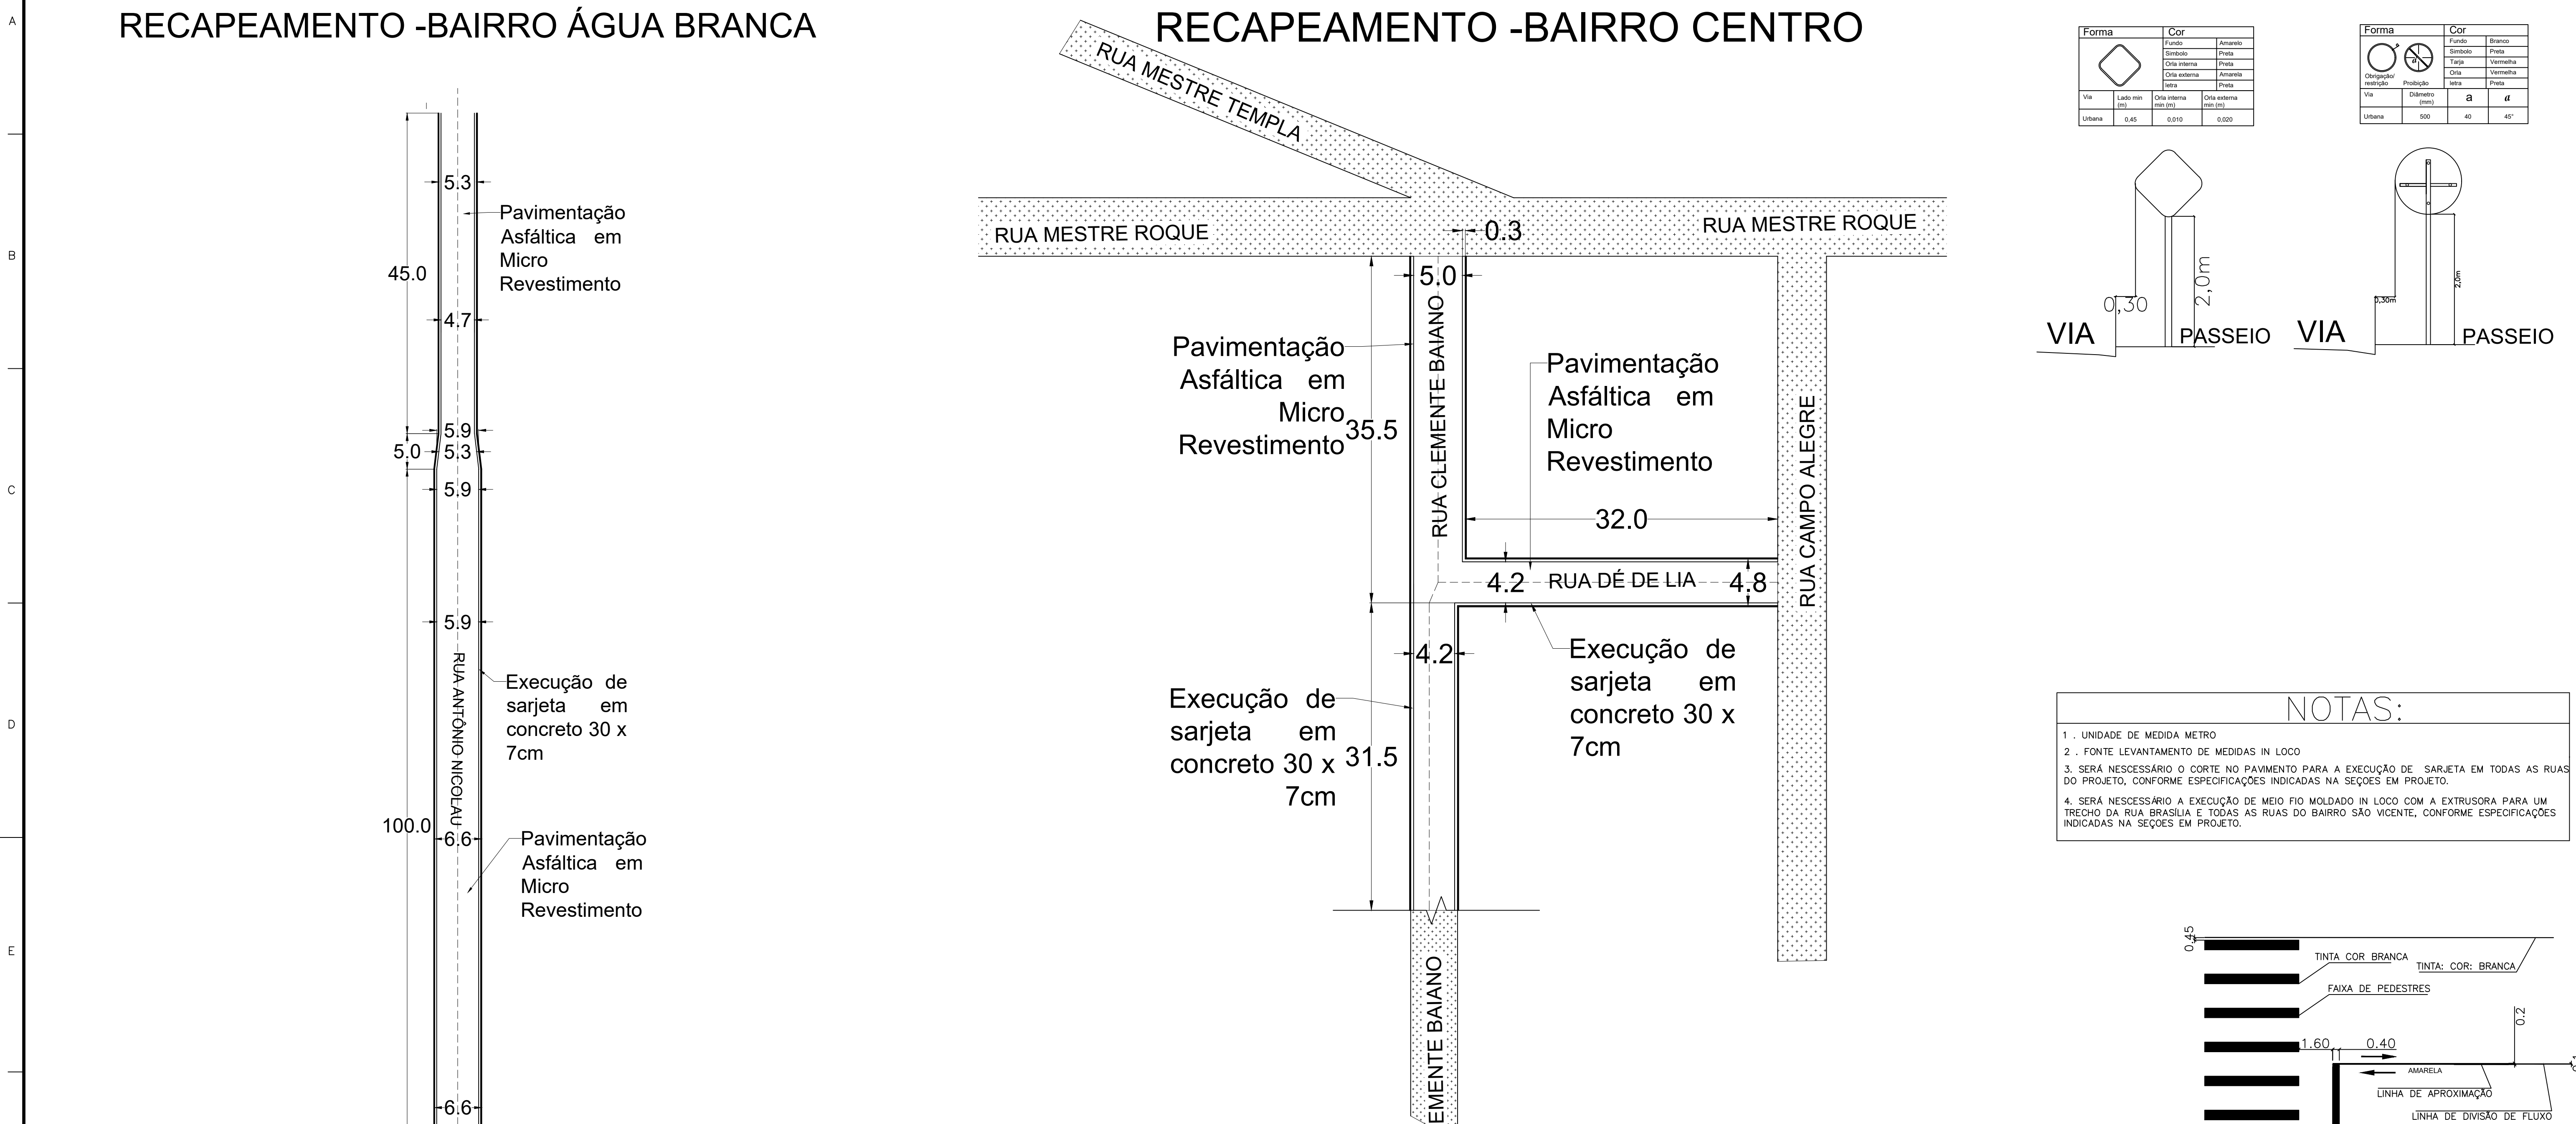 RECAPEAMENTO -BAIRRO ÁGUA BRANCA
RECAPEAMENTO -BAIRRO CENTRO
A
B
C
D
E
5.3
Pavimentação
Asfáltica em
Micro
Revestimento
45.0
4.7
5.9
5.0
5.3
5.9
5.9
RUA ANTÔNIO NICOLAU
Execução de
sarjeta em
concreto 30 x
7cm
100.0
6.6
Pavimentação
Asfáltica em
Micro
Revestimento
6.6
RUA MESTRE TEMPLA
RUA MESTRE ROQUE
0.3
RUA MESTRE ROQUE
5.0
RUA CLEMENTE BAIANO
Pavimentação
Asfáltica em
Micro
Revestimento
35.5
Pavimentação
Asfáltica em
Micro
Revestimento
32.0
RUA CAMPO ALEGRE
4.2
RUA DÉ DE LIA
4.8
4.2
Execução de
sarjeta em
concreto 30 x
7cm
31.5
Execução de
sarjeta em
concreto 30 x
7cm
EMENTE BAIANO
Forma Cor
Fundo Amarelo
Simbolo Preta
Orla interna Preta
Orla externa Amarela
letra Preta
Via Lado min (m) Orla interna min (m) Orla externa min (m)
Urbana 0,45 0,010 0,020
Forma Cor
Fundo Branco
Simbolo Preta
Tarja Vermelha
Orla Vermelha
letra Preta
a
Obrigação/
restrição
Proibição
Via Diâmetro (mm) a a
Urbana 500 40 45°
0,30
2,0m
VIA
PASSEIO
0,30m
2,0m
VIA
PASSEIO
NOTAS:
1 . UNIDADE DE MEDIDA METRO
2 . FONTE LEVANTAMENTO DE MEDIDAS IN LOCO
3. SERÁ NESCESSÁRIO O CORTE NO PAVIMENTO PARA A EXECUÇÃO DE SARJETA EM TODAS AS RUAS
DO PROJETO, CONFORME ESPECIFICAÇÕES INDICADAS NA SEÇOES EM PROJETO.
4. SERÁ NESCESSÁRIO A EXECUÇÃO DE MEIO FIO MOLDADO IN LOCO COM A EXTRUSORA PARA UM
TRECHO DA RUA BRASÍLIA E TODAS AS RUAS DO BAIRRO SÃO VICENTE, CONFORME ESPECIFICAÇÕES
INDICADAS NA SEÇOES EM PROJETO.
0.45
TINTA COR BRANCA
TINTA: COR: BRANCA
FAIXA DE PEDESTRES
0.2
1.60
0.40
AMARELA
LINHA DE APROXIMAÇÃO
LINHA DE DIVISÃO DE FLUXO